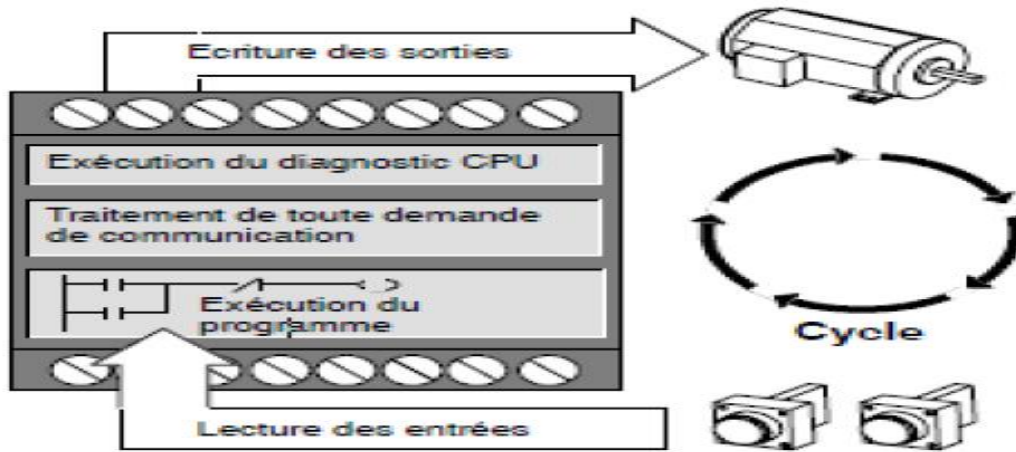 Ecriture des sorties
Exécution du diagnostic CPU
Traitement de toute demande
de communication
Exécution du
programme
Cycle
Lecture des entrées